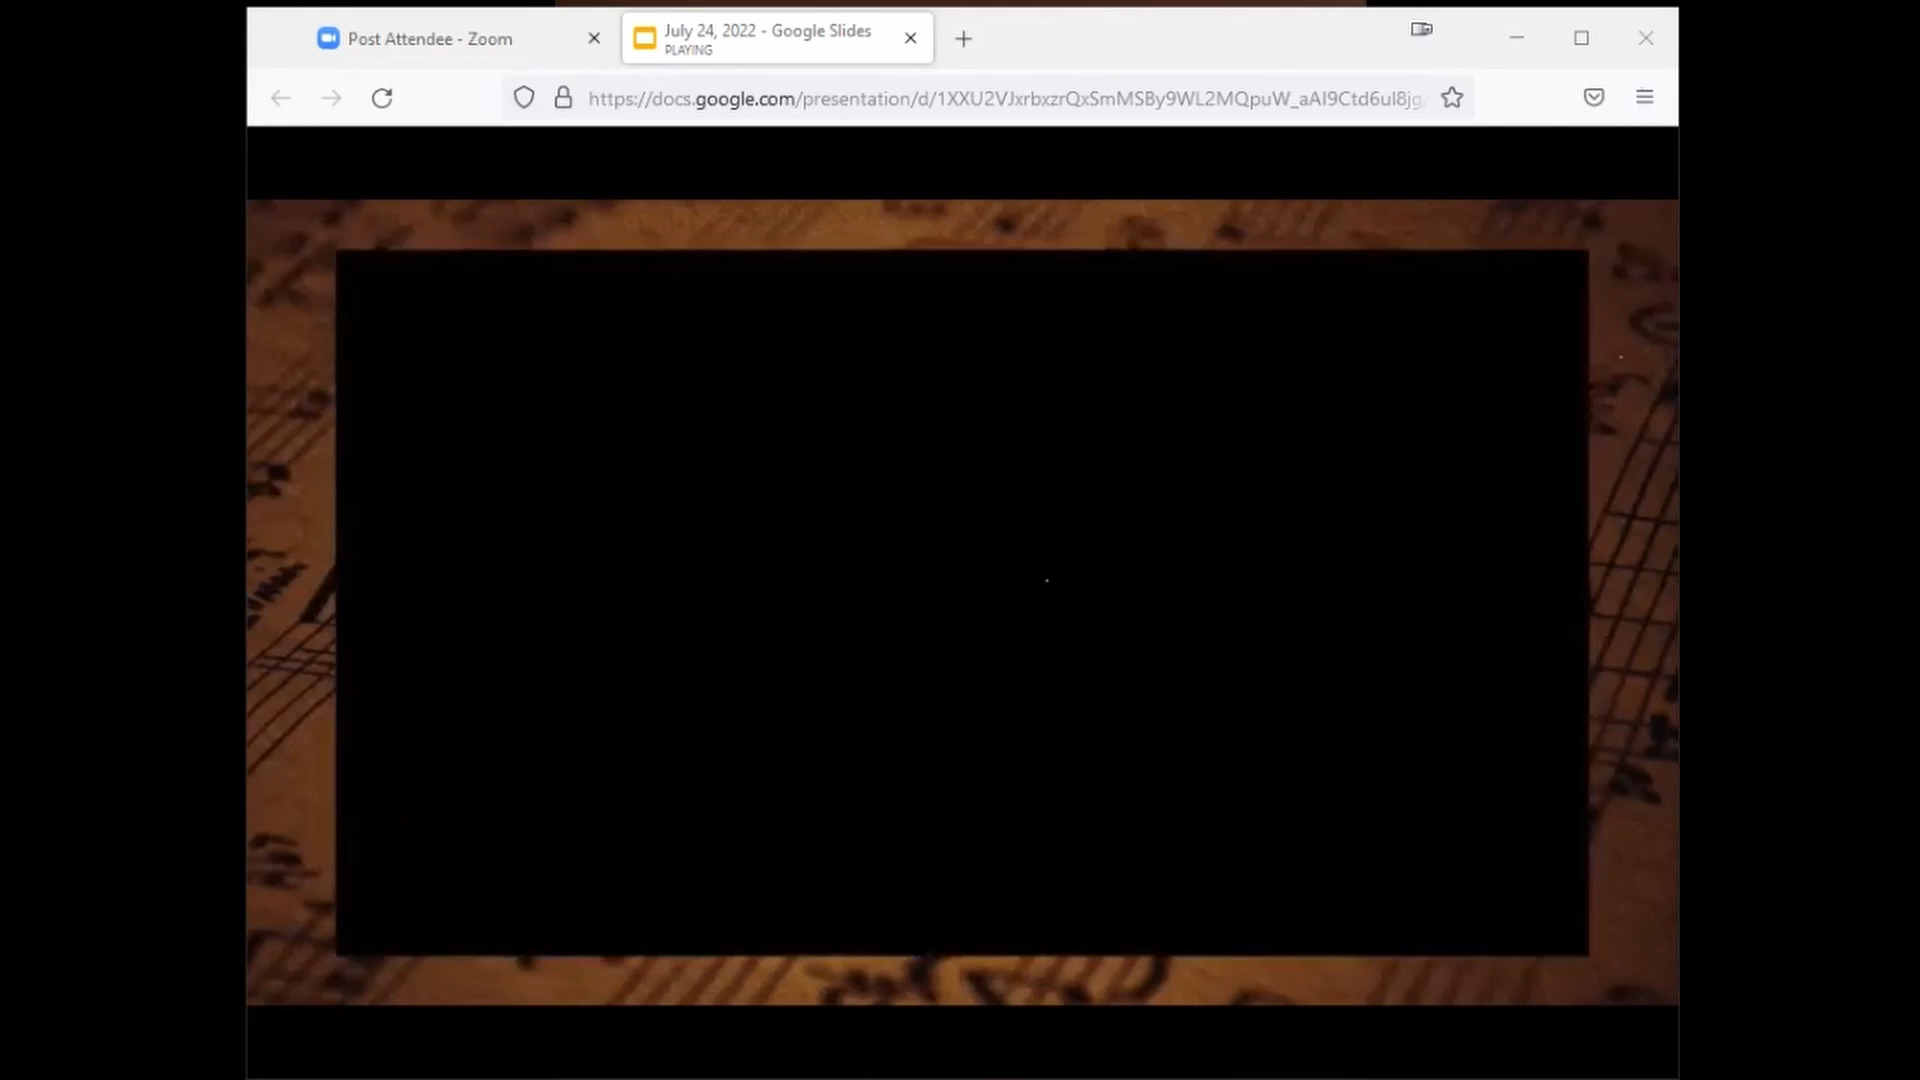 Post Attendee - Zoom
July 24, 2022 - Google Slides
PLAYING
https://docs.google.com/presentation/d/1XXU2VJxrbxzrQxSmMSBy9WL2MQpuW_aAI9Ctd6ul8jg